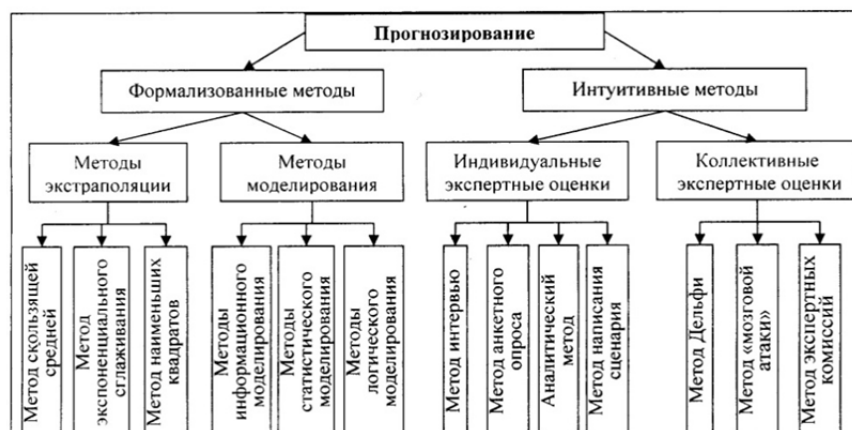 Прогнозирование
Формализованные методы
Интуитивные методы
Методы
экстраполяции
Методы
моделирования
Индивидуальные
экспертные оценки
Коллективные
экспертные оценки
Метод скользящей
средней
Метод
экспоненциального
сглаживания
Метод наименьших
квадратов
Методы
информационного
моделирования
Методы
статистического
моделирования
Методы
логического
моделирования
Метод интервью
Метод анкетного
опроса
Аналитический
метод
Метод написания
сценария
Метод Дельфи
Метод «мозговой
атаки»
Метод экспертных
комиссий